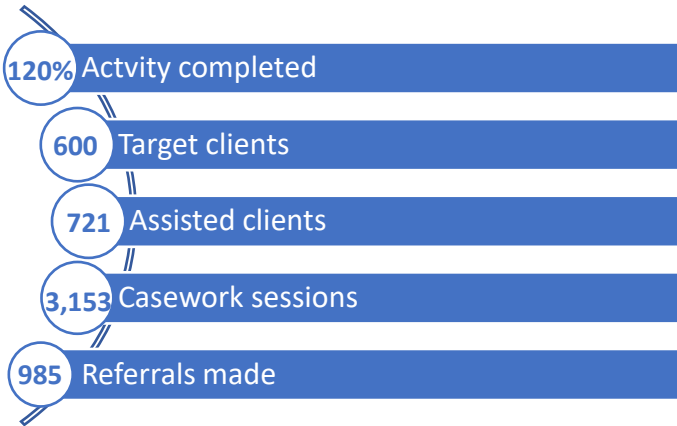 120% Actvity completed
600 Target clients
721 Assisted clients
3,153 Casework sessions
985 Referrals made